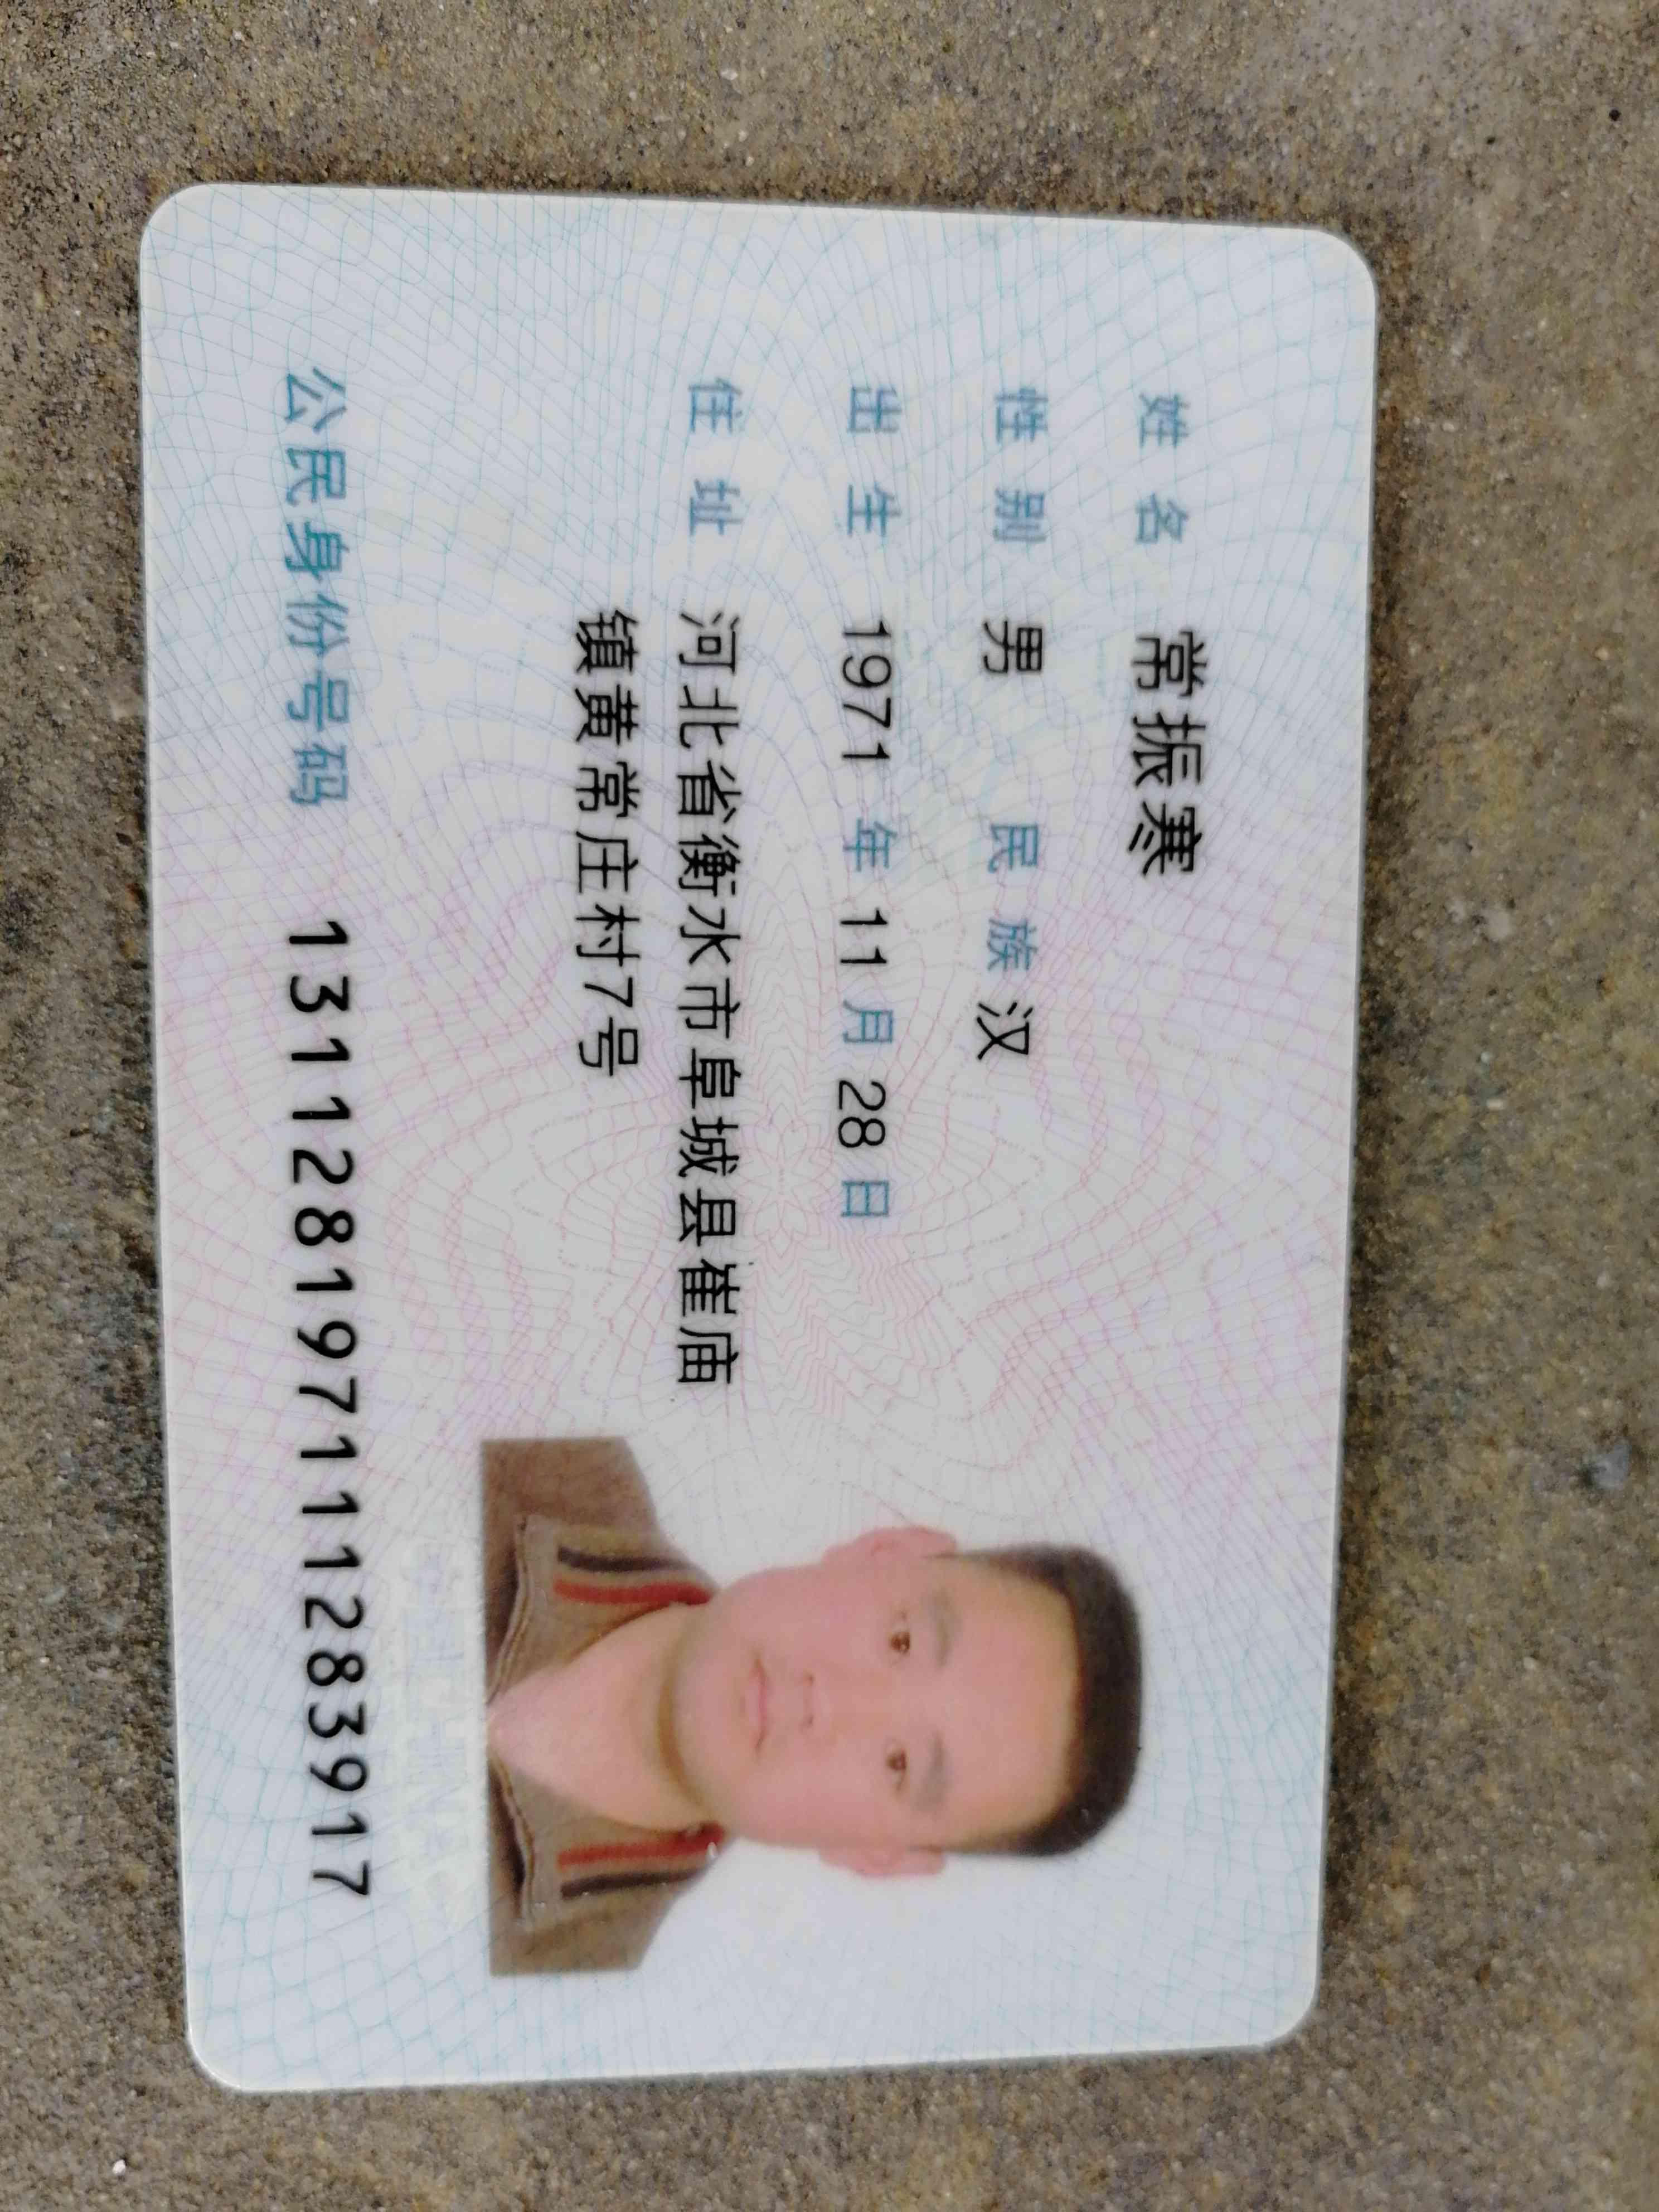 姓名 常振寒
性别 男 民族 汉
出生 1971 年 11 月 28 日
住址 河北省衡水市阜城县崔庙
镇黄常庄村7号
公民身份号码 131128197111283917